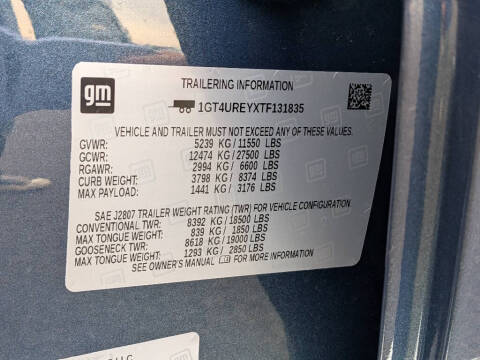 gm
TRAILERING INFORMATION
1GT4UREYXTF131835
VEHICLE AND TRAILER MUST NOT EXCEED ANY OF THESE VALUES.
GVWR: 5239 KG/11550 LBS
GCWR: 12474 KG/27500 LBS
RGAWR: 2994 KG/ 6600 LBS
CURB WEIGHT: 3798 KG/ 8374 LBS
MAX PAYLOAD: 1441 KG/ 3176 LBS
SAE J2807 TRAILER WEIGHT RATING (TWR) FOR VEHICLE CONFIGURATION
CONVENTIONAL TWR: 8392 KG/18500 LBS
MAX TONGUE WEIGHT: 839 KG/ 1850 LBS
GOOSENECK TWR: 8618 KG/19000 LBS
MAX TONGUE WEIGHT: 1293 KG/ 2850 LBS
SEE OWNER'S MANUAL FOR MORE INFORMATION